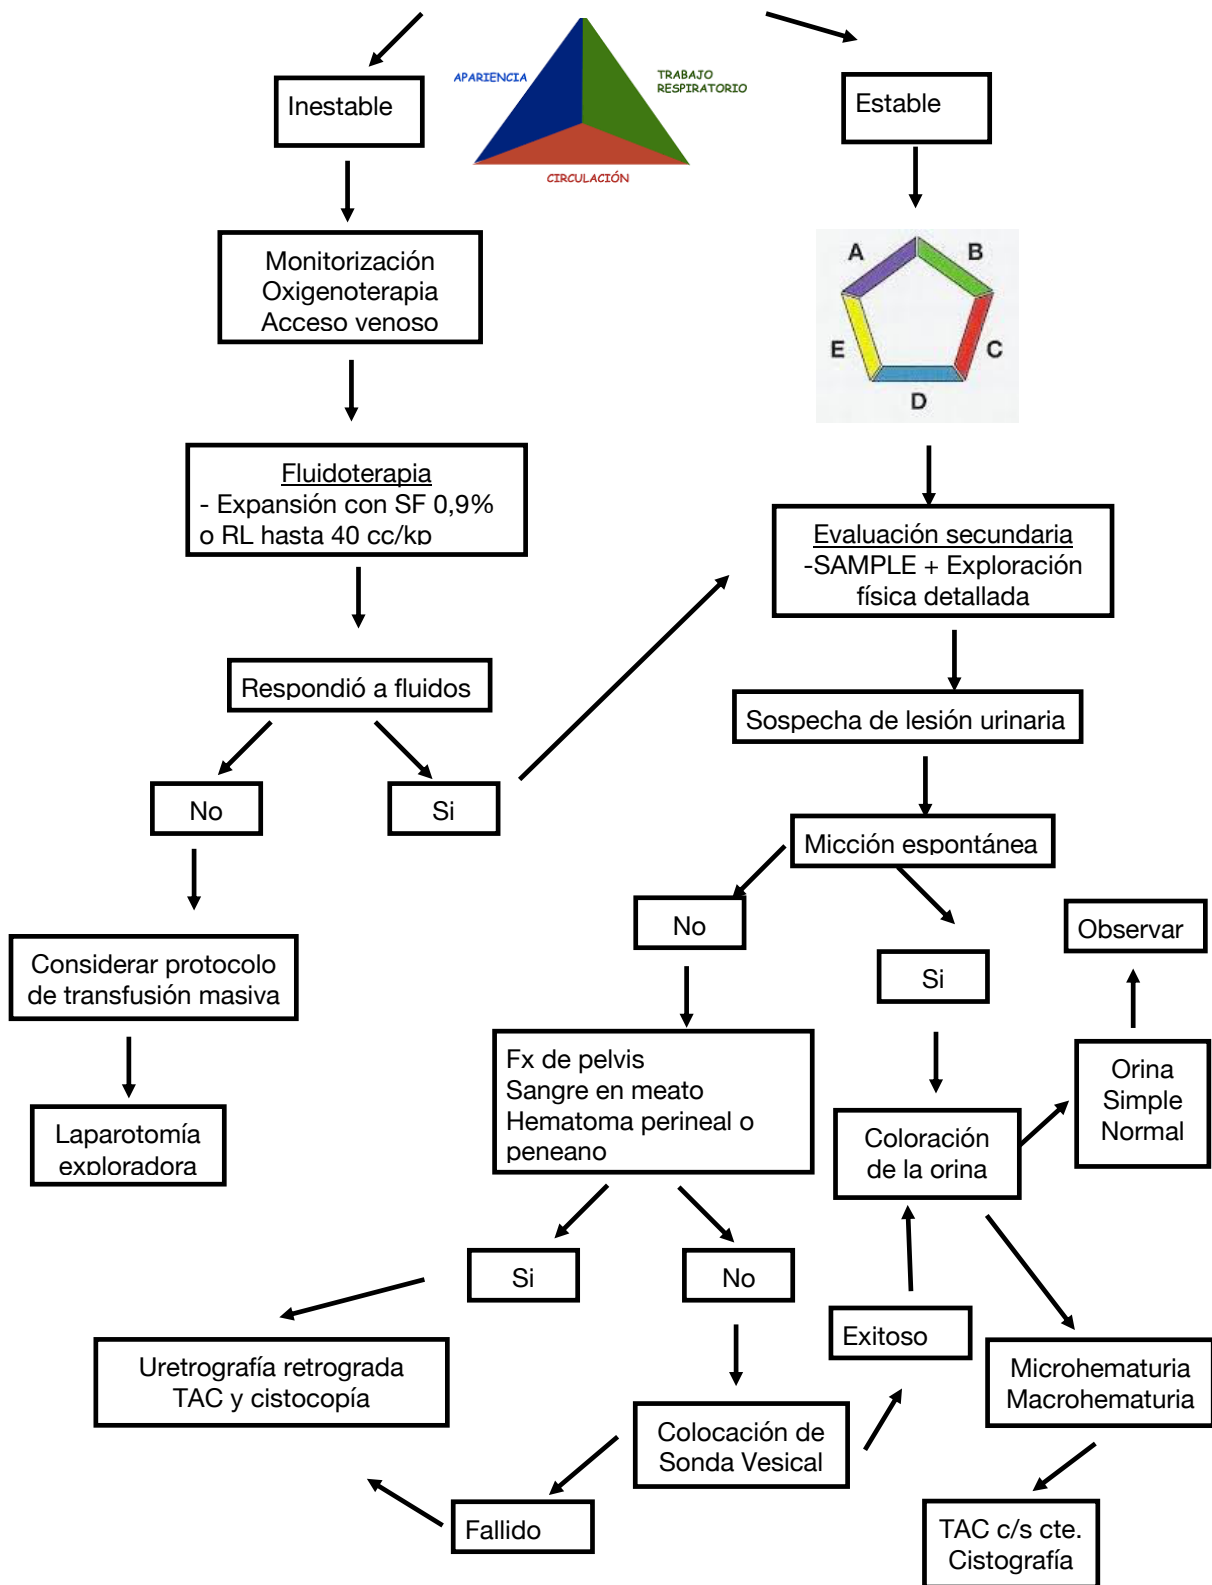 APARIENCIA
TRABAJO
RESPIRATORIO
CIRCULACIÓN
Inestable
Estable
Monitorización
Oxigenoterapia
Acceso venoso
A
B
E
C
D
Fluidoterapia
- Expansión con SF 0,9%
o RL hasta 40 cc/kp
Evaluación secundaria
-SAMPLE + Exploración
física detallada
Respondió a fluidos
Sospecha de lesión urinaria
No
Si
Micción espontánea
No
Si
Observar
Considerar protocolo
de transfusión masiva
Fx de pelvis
Sangre en meato
Hematoma perineal o
peneano
Orina
Simple
Normal
Laparotomía
exploradora
Coloración
de la orina
Si
No
Exitoso
Uretrografía retrograda
TAC y cistocopía
Microhematuria
Macrohematuria
Colocación de
Sonda Vesical
Fallido
TAC c/s cte.
Cistografía